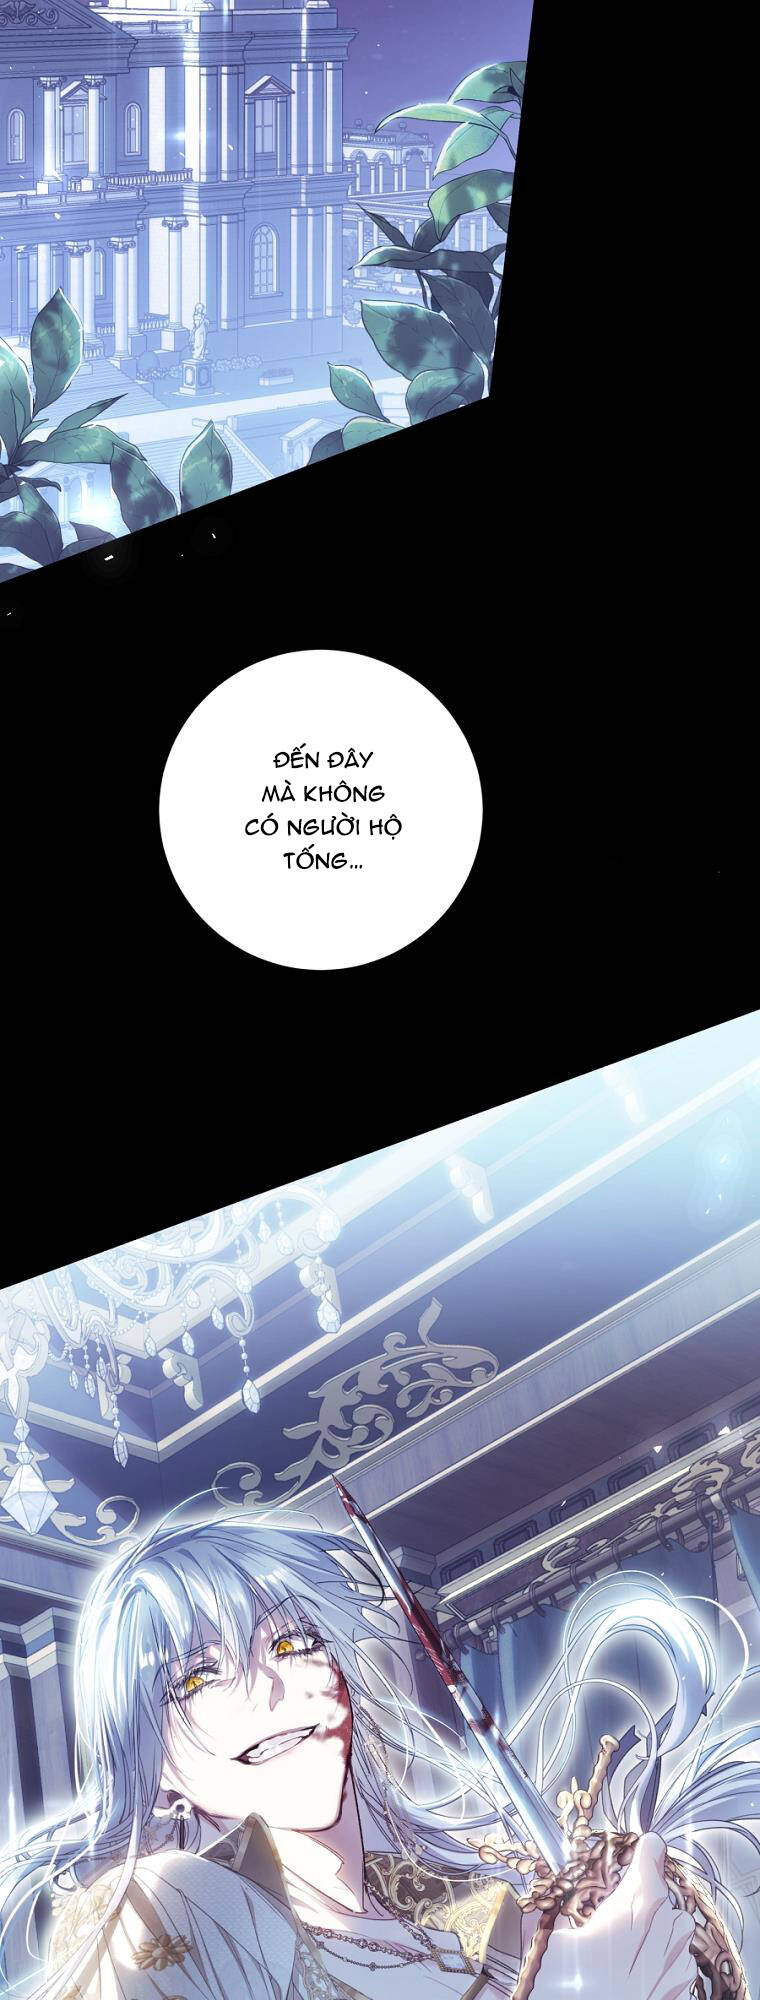 ĐẾN ĐÂY
MÀ KHÔNG
CÓ NGƯỜI HỘ
TỐNG...